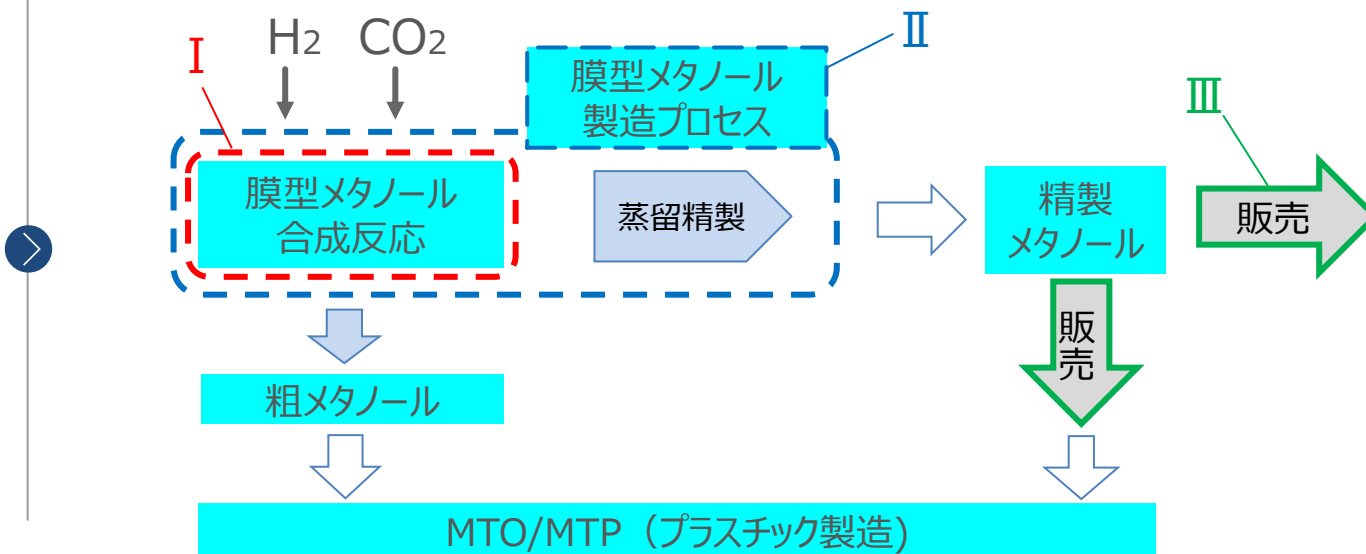 Ⅰ
H2 CO2
Ⅱ
膜型メタノール
製造プロセス
Ⅲ
膜型メタノール
合成反応
蒸留精製
精製
メタノール
販売
販
売
粗メタノール
MTO/MTP（プラスチック製造)